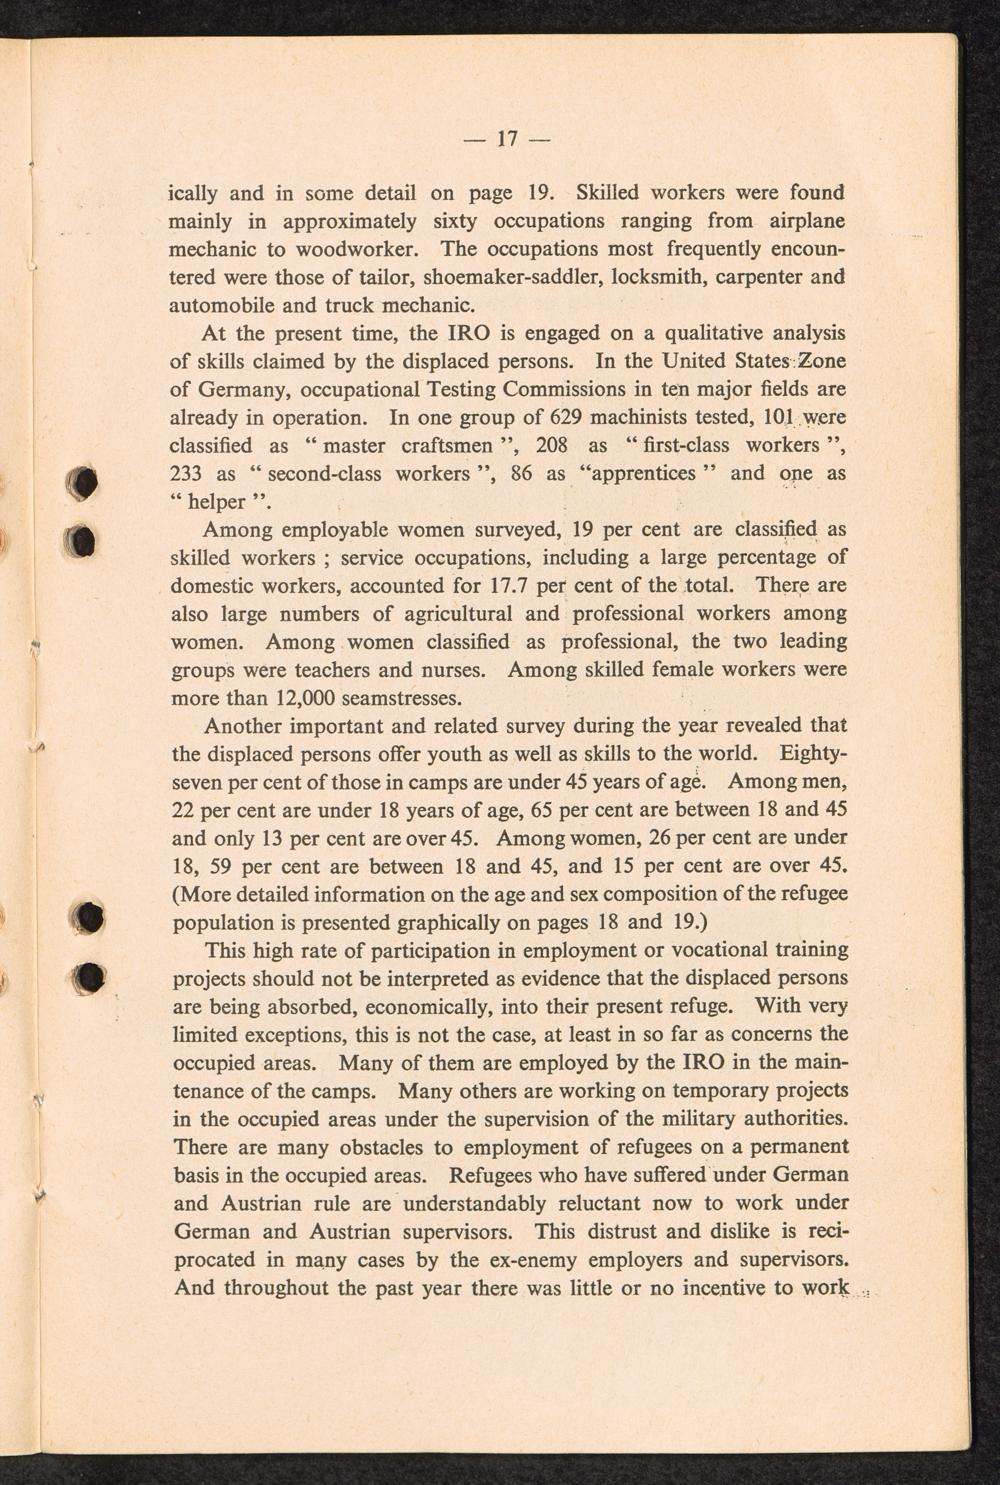 — 17 —
ically and in some detail on page 19. Skilled workers were found
mainly in approximately sixty occupations ranging from airplane
mechanic to woodworker. The occupations most frequently encoun-
tered were those of tailor, shoemaker-saddler, locksmith, carpenter and
automobile and truck mechanic.
At the present time, the IRO is engaged on a qualitative analysis
of skills claimed by the displaced persons. In the United States Zone
of Germany, occupational Testing Commissions in ten major fields are
already in operation. In one group of 629 machinists tested, 101 were
classified as “ master craftsmen ”, 208 as “ first-class workers ”,
233 as “ second-class workers ”, 86 as “apprentices ” and one as
“ helper ”.
Among employable women surveyed, 19 per cent are classified as
skilled workers ; service occupations, including a large percentage of
domestic workers, accounted for 17.7 per cent of the total. There are
also large numbers of agricultural and professional workers among
women. Among women classified as professional, the two leading
groups were teachers and nurses. Among skilled female workers were
more than 12,000 seamstresses.
Another important and related survey during the year revealed that
the displaced persons offer youth as well as skills to the world. Eighty-
seven per cent of those in camps are under 45 years of age. Among men,
22 per cent are under 18 years of age, 65 per cent are between 18 and 45
and only 13 per cent are over 45. Among women, 26 per cent are under
18, 59 per cent are between 18 and 45, and 15 per cent are over 45.
(More detailed information on the age and sex composition of the refugee
population is presented graphically on pages 18 and 19.)
This high rate of participation in employment or vocational training
projects should not be interpreted as evidence that the displaced persons
are being absorbed, economically, into their present refuge. With very
limited exceptions, this is not the case, at least in so far as concerns the
occupied areas. Many of them are employed by the IRO in the main-
tenance of the camps. Many others are working on temporary projects
in the occupied areas under the supervision of the military authorities.
There are many obstacles to employment of refugees on a permanent
basis in the occupied areas. Refugees who have suffered under German
and Austrian rule are understandably reluctant now to work under
German and Austrian supervisors. This distrust and dislike is reci-
procated in many cases by the ex-enemy employers and supervisors.
And throughout the past year there was little or no incentive to work